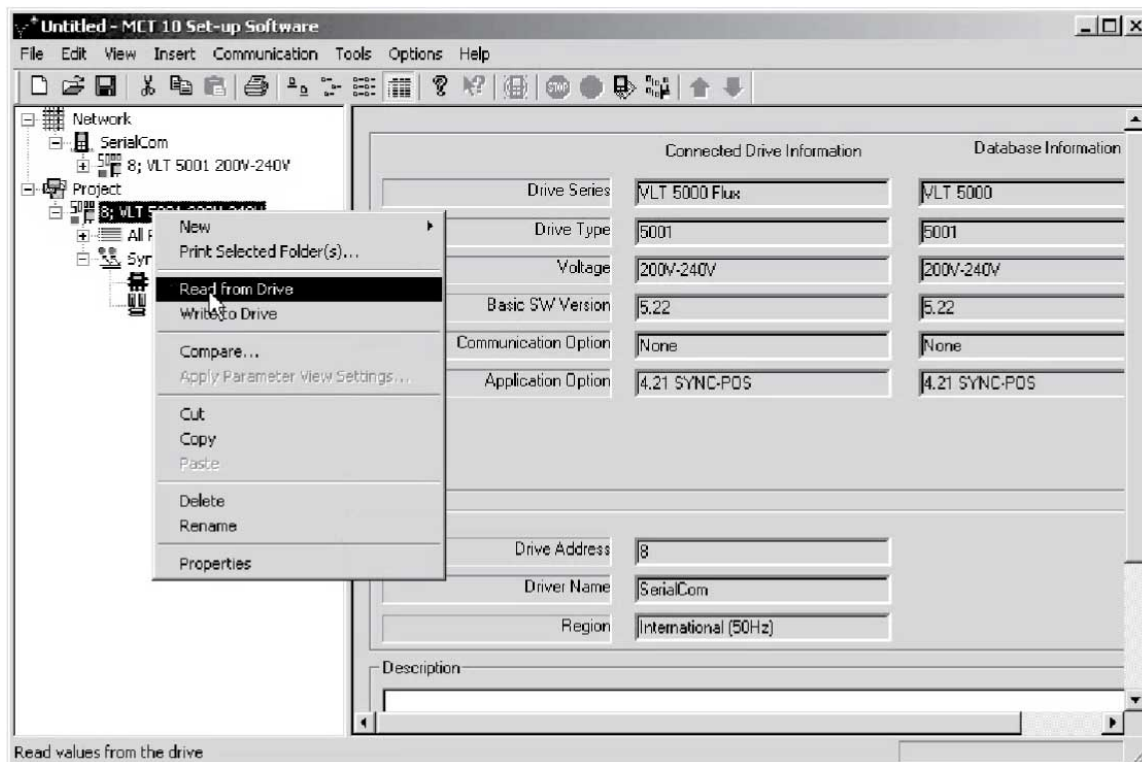 Untitled - MCT 10 Set-up Software
File Edit View Insert Communication Tools Options Help
STOP
Network
SerialCom
8; VLT 5001 200V-240V
Project
8; VLT
All
New
Print Selected Folder(s)...
Read from Drive
Write to Drive
Compare...
Apply Parameter View Settings...
Cut
Copy
Paste
Delete
Rename
Properties
Connected Drive Information Database Information
Drive Series VLT 5000 Flux VLT 5000
Drive Type 5001 5001
Voltage 200V-240V 200V-240V
Basic SW Version 5.22 5.22
Communication Option None None
Application Option 4.21 SYNC-POS 4.21 SYNC-POS
Drive Address 8
Driver Name SerialCom
Region International (50Hz)
Description
Read values from the drive